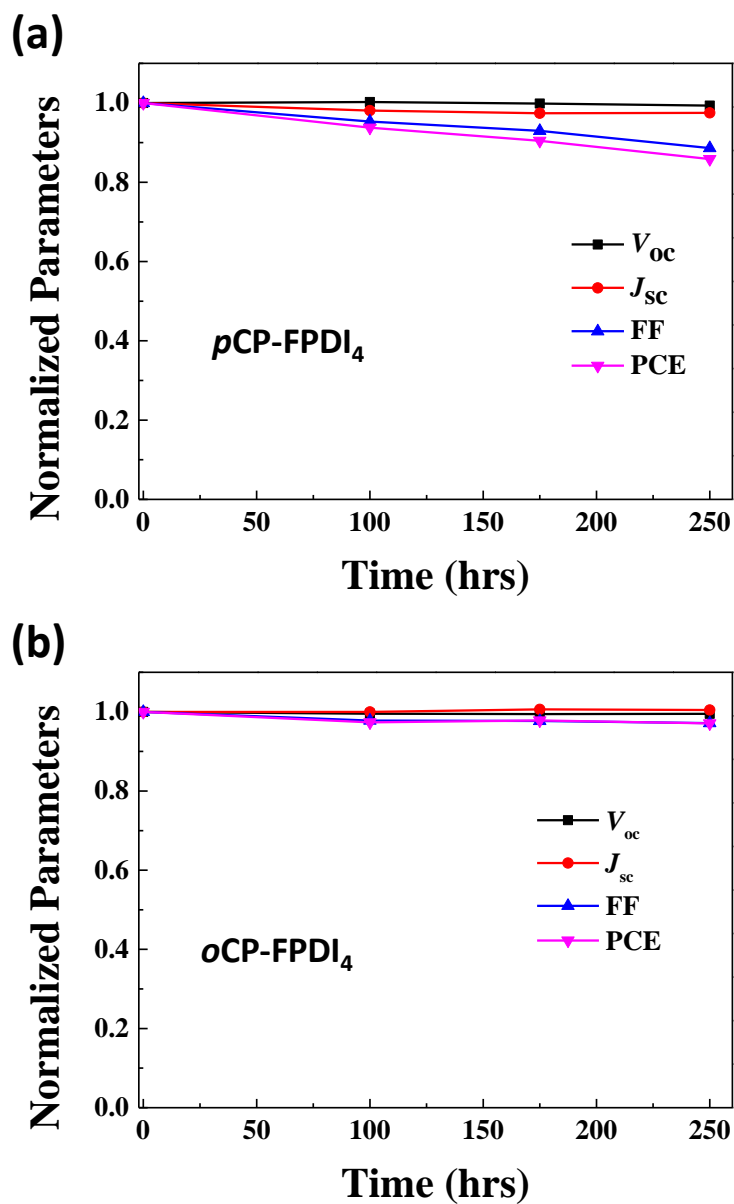 (a)
Normalized Parameters
1.0
0.8
0.6
0.4
0.2
0.0
Voc
Jsc
FF
PCE
pCP-FPDI4
0 50 100 150 200 250
Time (hrs)
(b)
Normalized Parameters
1.0
0.8
0.6
0.4
0.2
0.0
Voc
Jsc
FF
PCE
oCP-FPDI4
0 50 100 150 200 250
Time (hrs)